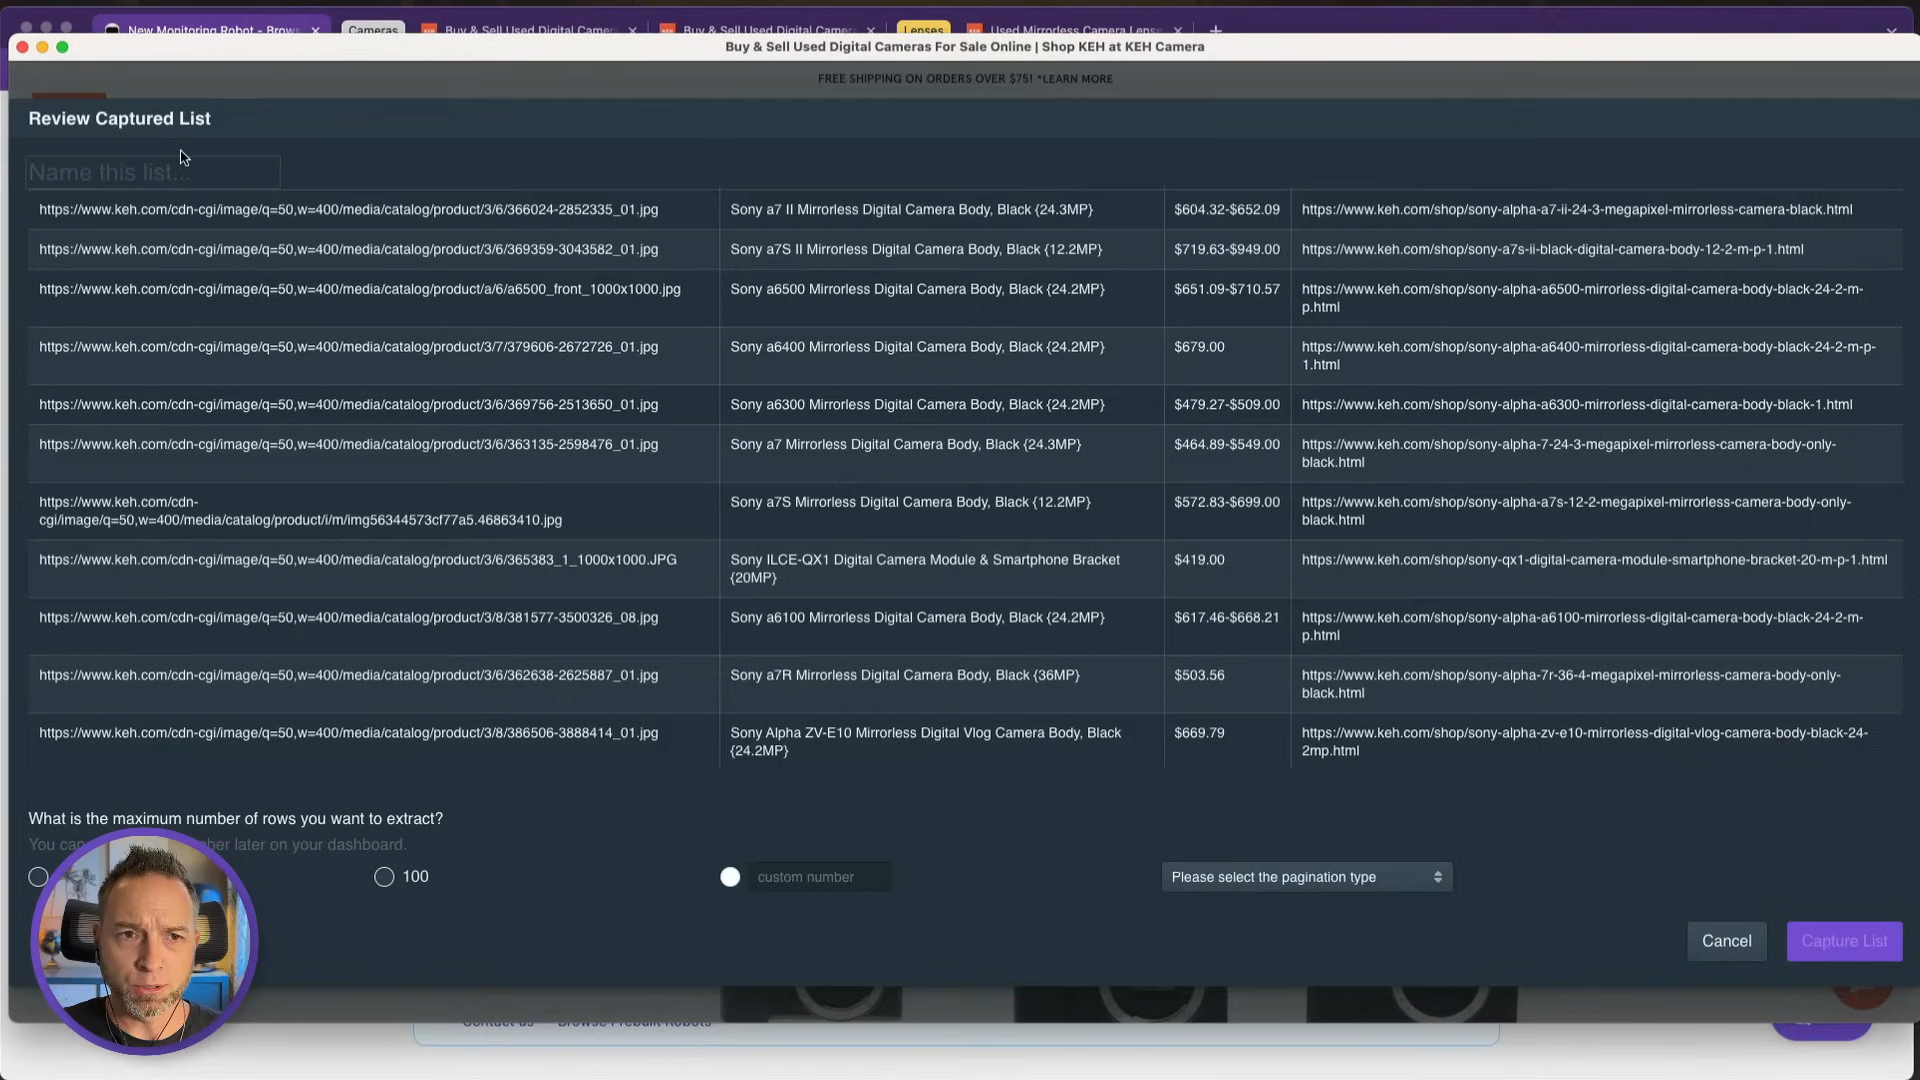 New Monitoring Robot - Brows
Cameras
Buy & Sell Used Digital Camer
Buy & Sell Used Digital Camer
Lenses
Used Mirrorless Camera Lense
Buy & Sell Used Digital Cameras For Sale Online | Shop KEH at KEH Camera
FREE SHIPPING ON ORDERS OVER $75! *LEARN MORE
Review Captured List
Name this list...
https://www.keh.com/cdn-cgi/image/q=50,w=400/media/catalog/product/3/6/366024-2852335_01.jpg
Sony a7 II Mirrorless Digital Camera Body, Black {24.3MP}
$604.32-$652.09
https://www.keh.com/shop/sony-alpha-a7-ii-24-3-megapixel-mirrorless-camera-black.html
https://www.keh.com/cdn-cgi/image/q=50,w=400/media/catalog/product/3/6/369359-3043582_01.jpg
Sony a7S II Mirrorless Digital Camera Body, Black {12.2MP}
$719.63-$949.00
https://www.keh.com/shop/sony-a7s-ii-black-digital-camera-body-12-2-m-p-1.html
https://www.keh.com/cdn-cgi/image/q=50,w=400/media/catalog/product/a/6/a6500_front_1000x1000.jpg
Sony a6500 Mirrorless Digital Camera Body, Black {24.2MP}
$651.09-$710.57
https://www.keh.com/shop/sony-alpha-a6500-mirrorless-digital-camera-body-black-24-2-m-
p.html
https://www.keh.com/cdn-cgi/image/q=50,w=400/media/catalog/product/3/7/379606-2672726_01.jpg
Sony a6400 Mirrorless Digital Camera Body, Black {24.2MP}
$679.00
https://www.keh.com/shop/sony-alpha-a6400-mirrorless-digital-camera-body-black-24-2-m-p-
1.html
https://www.keh.com/cdn-cgi/image/q=50,w=400/media/catalog/product/3/6/369756-2513650_01.jpg
Sony a6300 Mirrorless Digital Camera Body, Black {24.2MP}
$479.27-$509.00
https://www.keh.com/shop/sony-alpha-a6300-mirrorless-digital-camera-body-black-1.html
https://www.keh.com/cdn-cgi/image/q=50,w=400/media/catalog/product/3/6/363135-2598476_01.jpg
Sony a7 Mirrorless Digital Camera Body, Black {24.3MP}
$464.89-$549.00
https://www.keh.com/shop/sony-alpha-7-24-3-megapixel-mirrorless-camera-body-only-
black.html
https://www.keh.com/cdn-
cgi/image/q=50,w=400/media/catalog/product/i/m/img56344573cf77a5.46863410.jpg
Sony a7S Mirrorless Digital Camera Body, Black {12.2MP}
$572.83-$699.00
https://www.keh.com/shop/sony-alpha-a7s-12-2-megapixel-mirrorless-camera-body-only-
black.html
https://www.keh.com/cdn-cgi/image/q=50,w=400/media/catalog/product/3/6/365383_1_1000x1000.JPG
Sony ILCE-QX1 Digital Camera Module & Smartphone Bracket
{20MP}
$419.00
https://www.keh.com/shop/sony-qx1-digital-camera-module-smartphone-bracket-20-m-p-1.html
https://www.keh.com/cdn-cgi/image/q=50,w=400/media/catalog/product/3/8/381577-3500326_08.jpg
Sony a6100 Mirrorless Digital Camera Body, Black {24.2MP}
$617.46-$668.21
https://www.keh.com/shop/sony-alpha-a6100-mirrorless-digital-camera-body-black-24-2-m-
p.html
https://www.keh.com/cdn-cgi/image/q=50,w=400/media/catalog/product/3/6/362638-2625887_01.jpg
Sony a7R Mirrorless Digital Camera Body, Black {36MP}
$503.56
https://www.keh.com/shop/sony-alpha-7r-36-4-megapixel-mirrorless-camera-body-only-
black.html
https://www.keh.com/cdn-cgi/image/q=50,w=400/media/catalog/product/3/8/386506-3888414_01.jpg
Sony Alpha ZV-E10 Mirrorless Digital Vlog Camera Body, Black
{24.2MP}
$669.79
https://www.keh.com/shop/sony-alpha-zv-e10-mirrorless-digital-vlog-camera-body-black-24-
2mp.html
What is the maximum number of rows you want to extract?
You can ber later on your dashboard.
100
custom number
Please select the pagination type
Cancel
Capture List
Contact us
Browse Prebuilt Robots